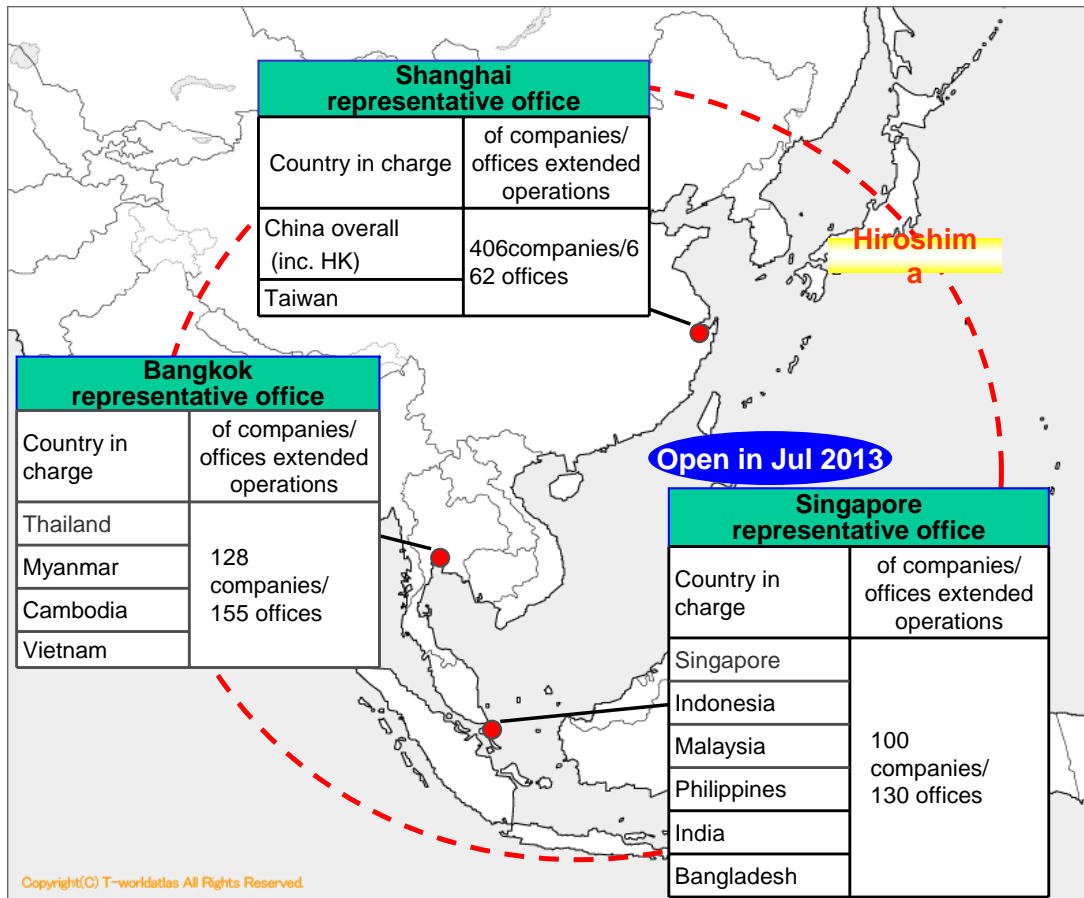 Shanghai
representative office
Country in charge
of companies/
offices extended
operations
China overall
(inc. HK)
406companies/6
62 offices
Taiwan
Hiroshim
a
Bangkok
representative office
Country in
charge
of companies/
offices extended
operations
Thailand
Myanmar
Cambodia
Vietnam
128
companies/
155 offices
Open in Jul 2013
Singapore
representative office
Country in
charge
of companies/
offices extended
operations
Singapore
Indonesia
Malaysia
Philippines
India
Bangladesh
100
companies/
130 offices
Copyright(C) T-worldatlas All Rights Reserved.